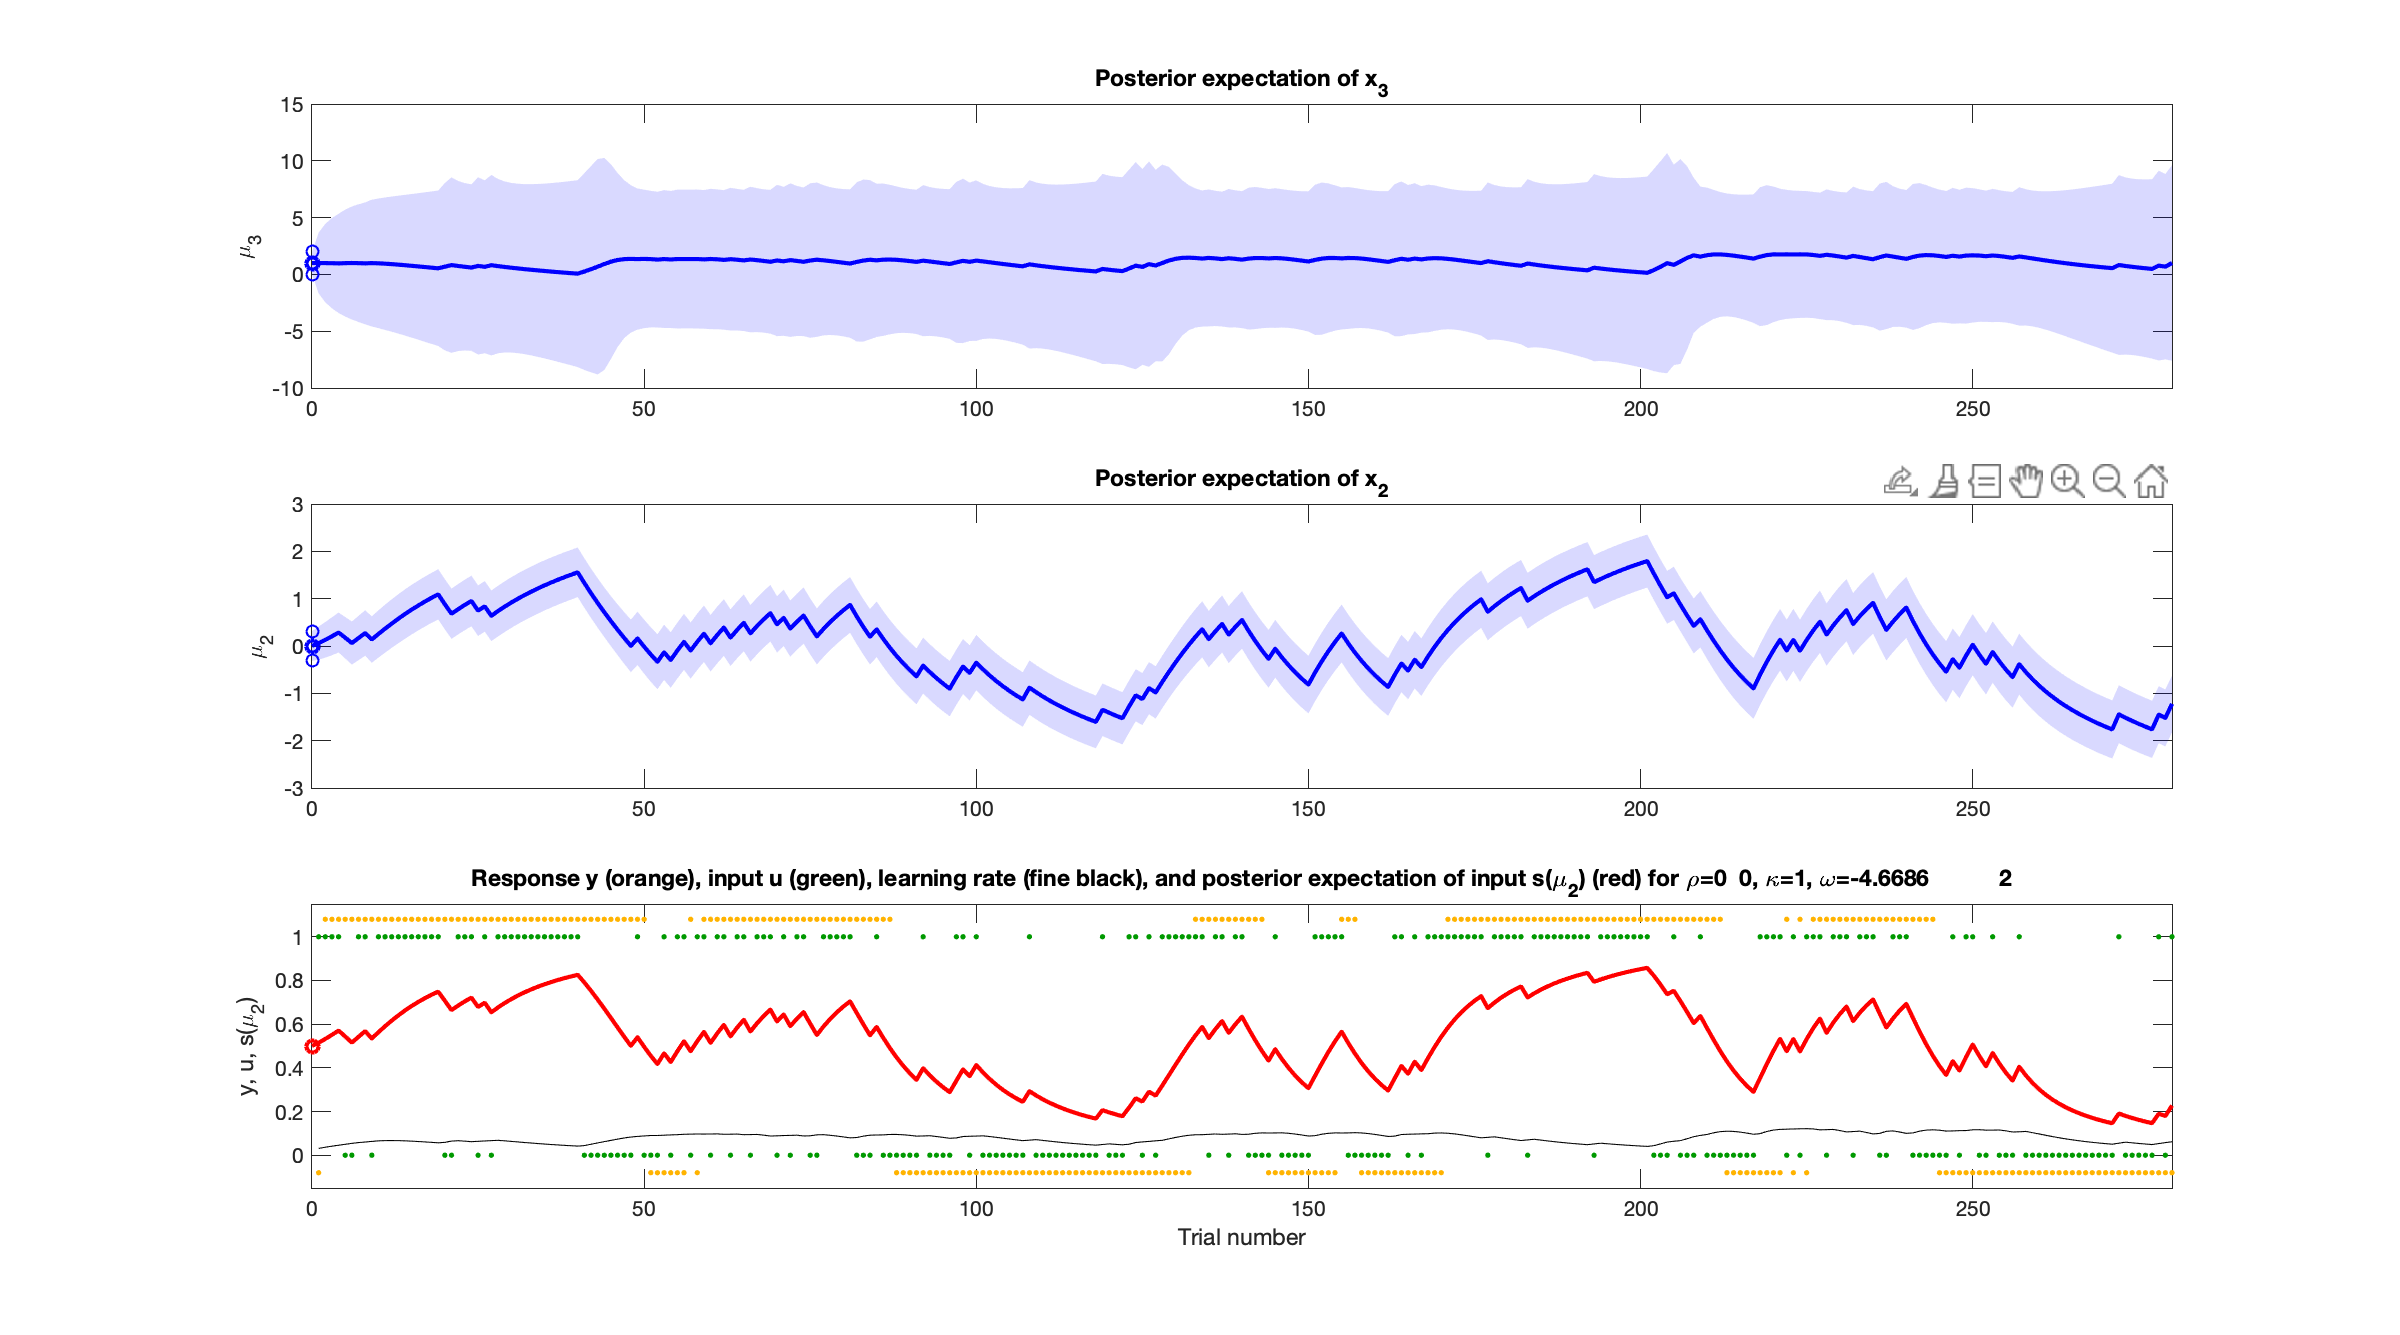 Posterior expectation of x3
15
10
5
0
-5
-10
μ3
0 50 100 150 200 250
Posterior expectation of x2
3
2
1
0
-1
-2
-3
μ2
0 50 100 150 200 250
Response y (orange), input u (green), learning rate (fine black), and posterior expectation of input s(μ2) (red) for ρ=0 0, κ=1, ω=-4.6686 2
1
0.8
0.6
0.4
0.2
0
y, u, s(μ2)
0 50 100 150 200 250
Trial number